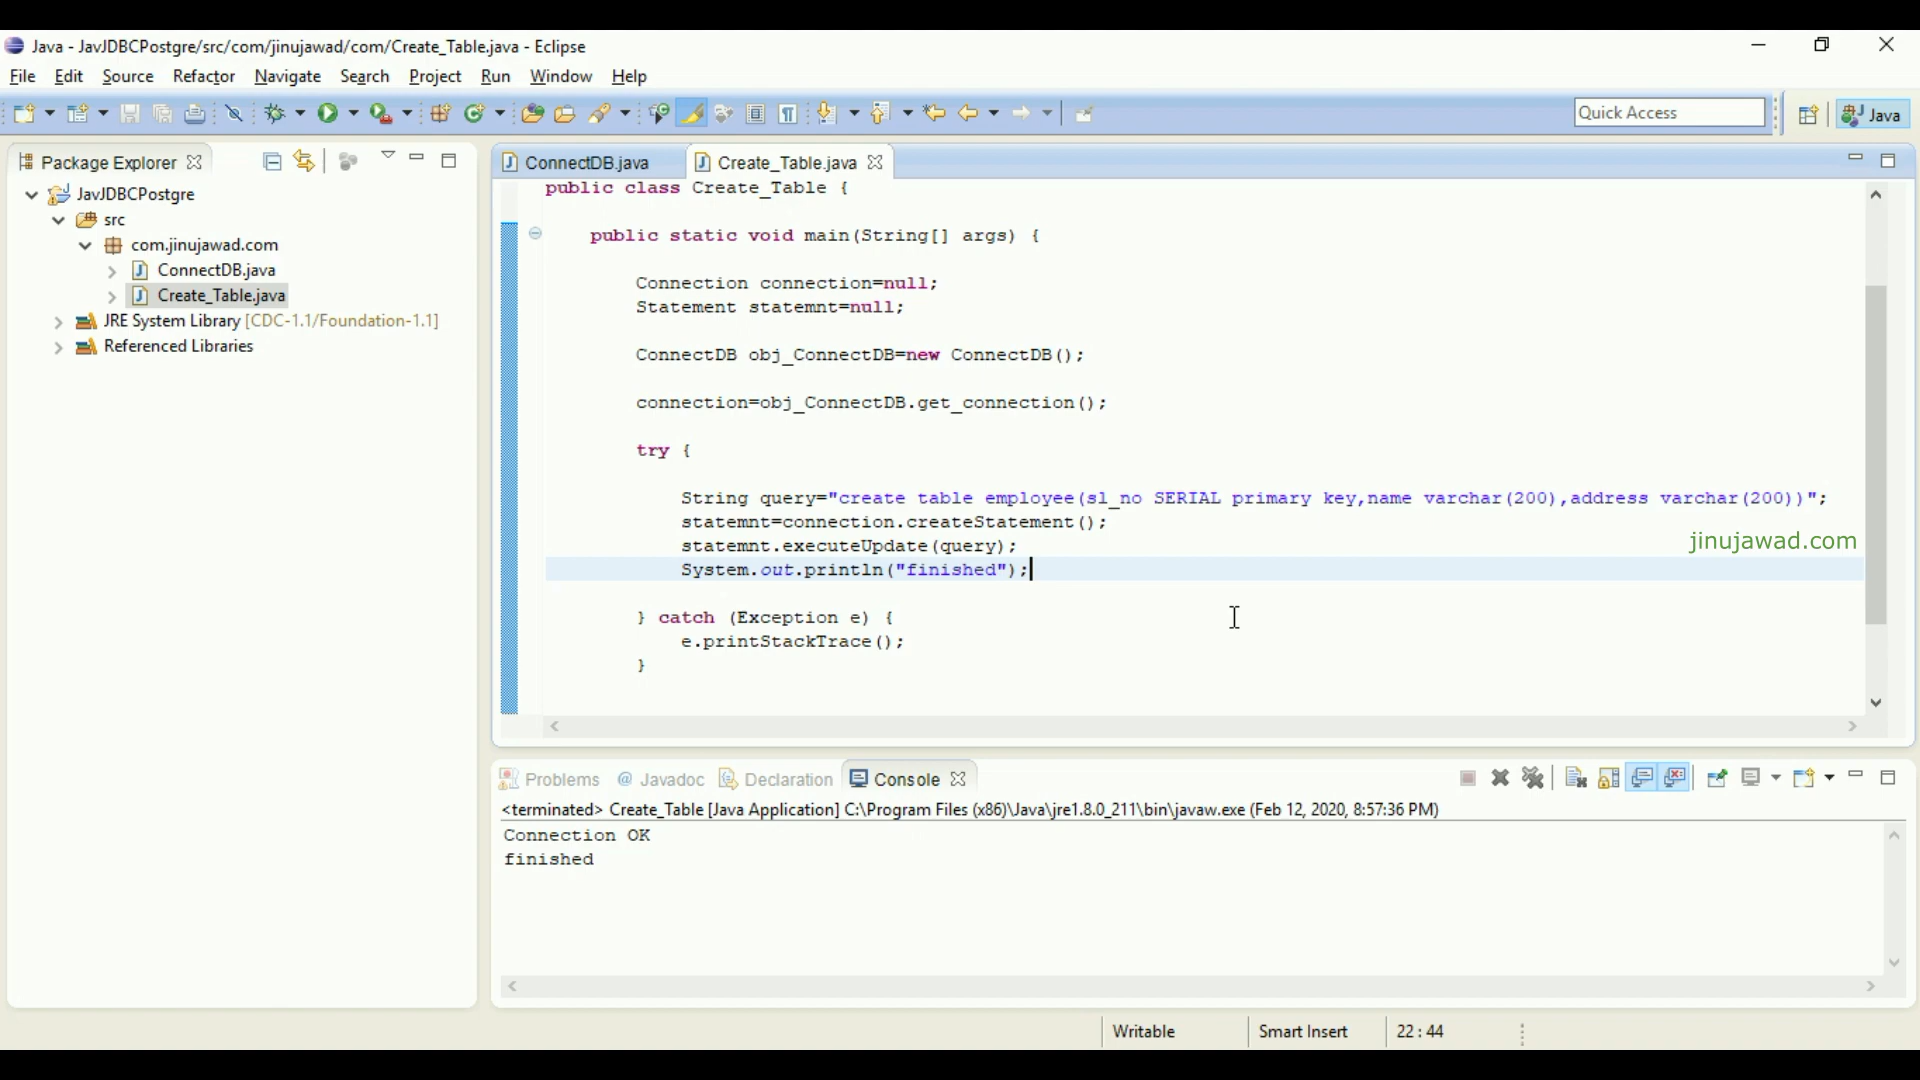 Java - JavJDBCPostgre/src/com/jinujawad/com/Create_Table.java - Eclipse
File Edit Source Refactor Navigate Search Project Run Window Help
Quick Access
Java
Package Explorer
JavJDBCPostgre
src
com.jinujawad.com
ConnectDB.java
Create_Table.java
JRE System Library [CDC-1.1/Foundation-1.1]
Referenced Libraries
ConnectDB.java
Create_Table.java
public class Create_Table {
public static void main(String[] args) {
Connection connection=null;
Statement statemnt=null;
ConnectDB obj_ConnectDB=new ConnectDB();
connection=obj_ConnectDB.get_connection();
try {
String query="create table employee(sl_no SERIAL primary key,name varchar(200),address varchar(200))";
statemnt=connection.createStatement();
statemnt.executeUpdate(query);
System.out.println("finished");
} catch (Exception e) {
e.printStackTrace();
}
jinujawad.com
Problems @ Javadoc Declaration Console
<terminated> Create_Table [Java Application] C:\Program Files (x86)\Java\jre1.8.0_211\bin\javaw.exe (Feb 12, 2020, 8:57:36 PM)
Connection OK
finished
Writable
Smart Insert
22 : 44